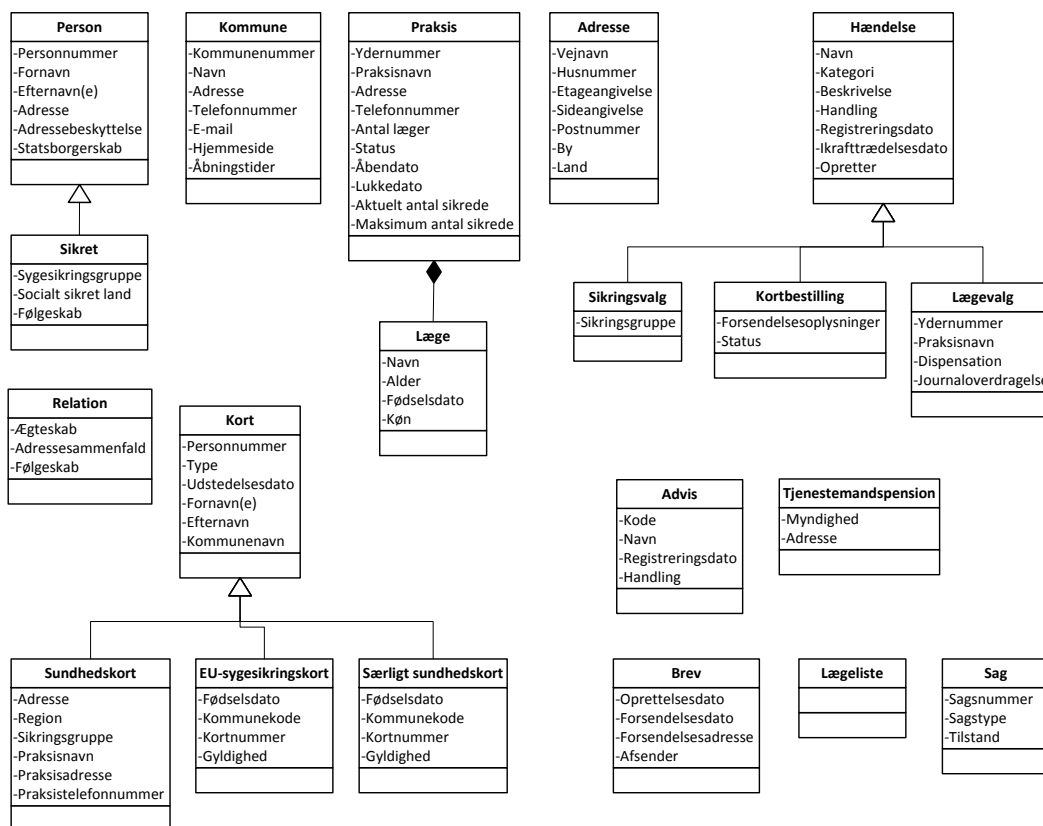 Person
-Personnummer
-Fornavn
-Efternavn(e)
-Adresse
-Adressebeskyttelse
-Statsborgerskab
Kommune
-Kommunenummer
-Navn
-Adresse
-Telefonnummer
-E-mail
-Hjemmeside
-Åbningstider
Praksis
-Ydernummer
-Praksisnavn
-Adresse
-Telefonnummer
-Antal læger
-Status
-Åbendato
-Lukkedato
-Aktuelt antal sikrede
-Maksimum antal sikrede
Adresse
-Vejnavn
-Husnummer
-Etageangivelse
-Sideangivelse
-Postnummer
-By
-Land
Hændelse
-Navn
-Kategori
-Beskrivelse
-Handling
-Registreringsdato
-Ikrafttrædelsesdato
-Opretter
Sikret
-Sygesikringsgruppe
-Socialt sikret land
-Følgeskab
Læge
-Navn
-Alder
-Fødselsdato
-Køn
Sikringsvalg
-Sikringsgruppe
Kortbestilling
-Forsendelsesoplysninger
-Status
Lægevalg
-Ydernummer
-Praksisnavn
-Dispensation
-Journaloverdragelse
Relation
-Ægteskab
-Adressesammenfald
-Følgeskab
Kort
-Personnummer
-Type
-Udstedelsesdato
-Fornavn(e)
-Efternavn
-Kommunenavn
Advis
-Kode
-Navn
-Registreringsdato
-Handling
Tjenestemandspension
-Myndighed
-Adresse
Sundhedskort
-Adresse
-Region
-Sikringsgruppe
-Praksisnavn
-Praksisadresse
-Praksistelefonnummer
EU-sygesikringskort
-Fødselsdato
-Kommunekode
-Kortnummer
-Gyldighed
Særligt sundhedskort
-Fødselsdato
-Kommunekode
-Kortnummer
-Gyldighed
Brev
-Oprettelsesdato
-Forsendelsesdato
-Forsendelsesadresse
-Afsender
Lægeliste
Sag
-Sagsnummer
-Sagstype
-Tilstand